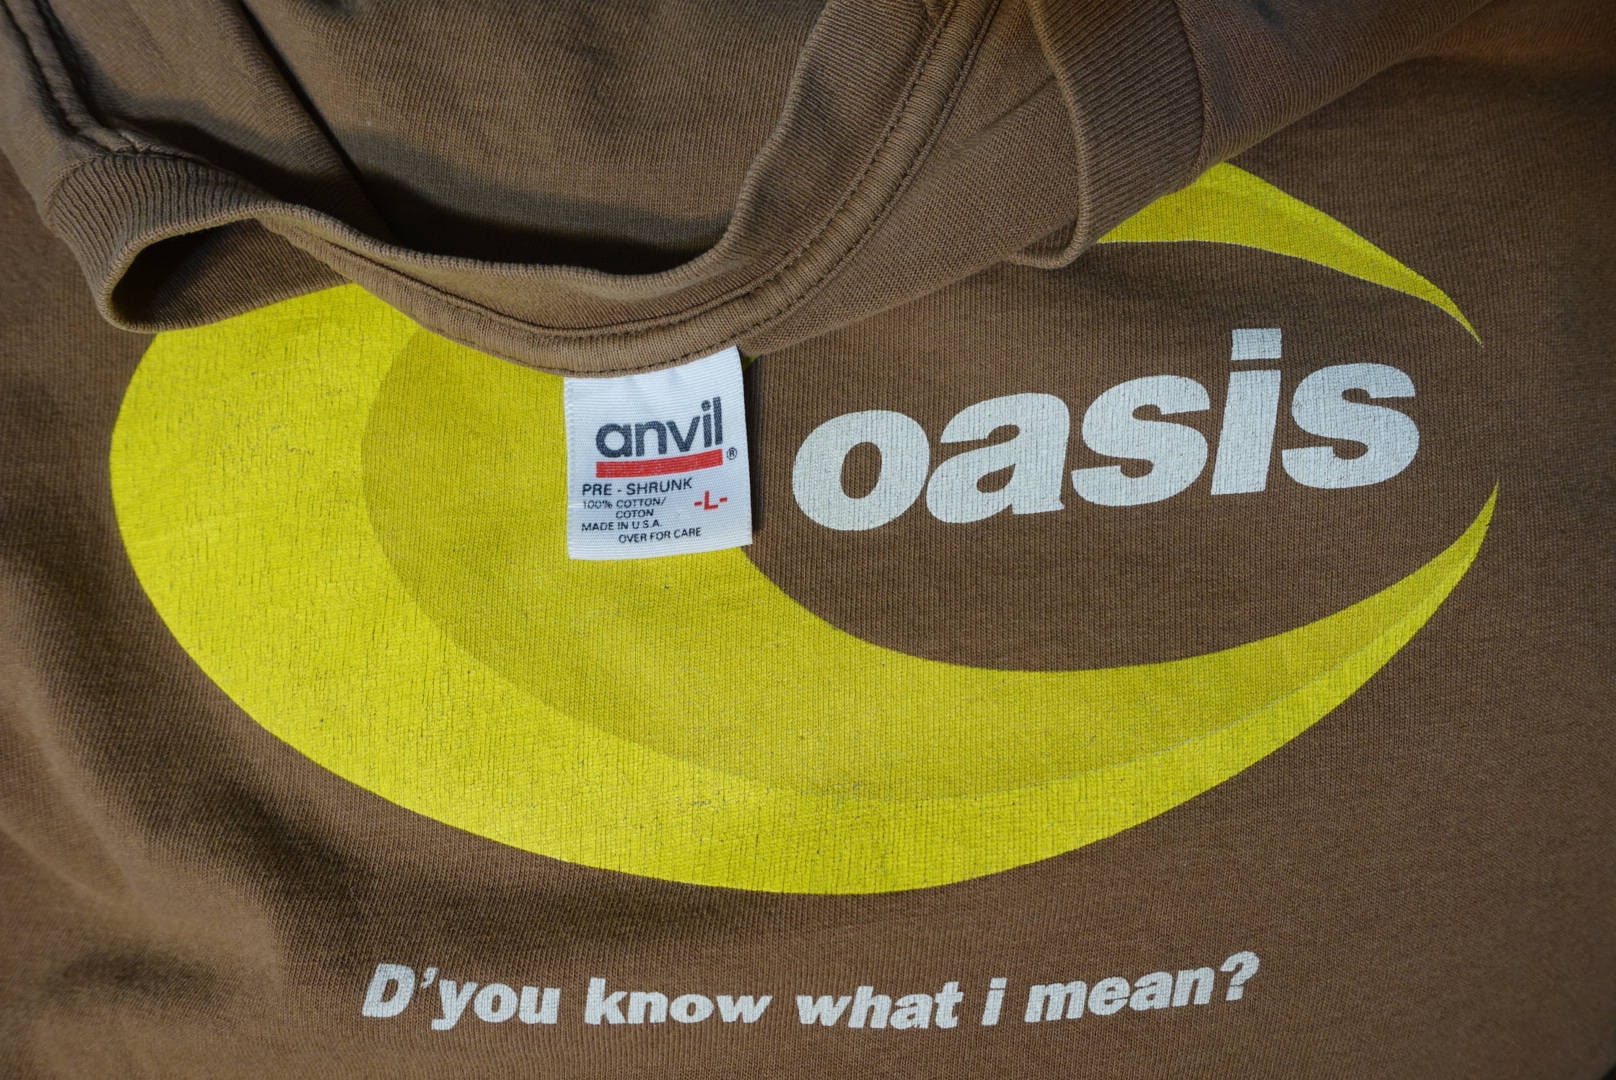 oasis
anvil®
PRE - SHRUNK
100% COTTON/
COTON
-L-
MADE IN U.S.A.
OVER FOR CARE
D'you know what i mean?